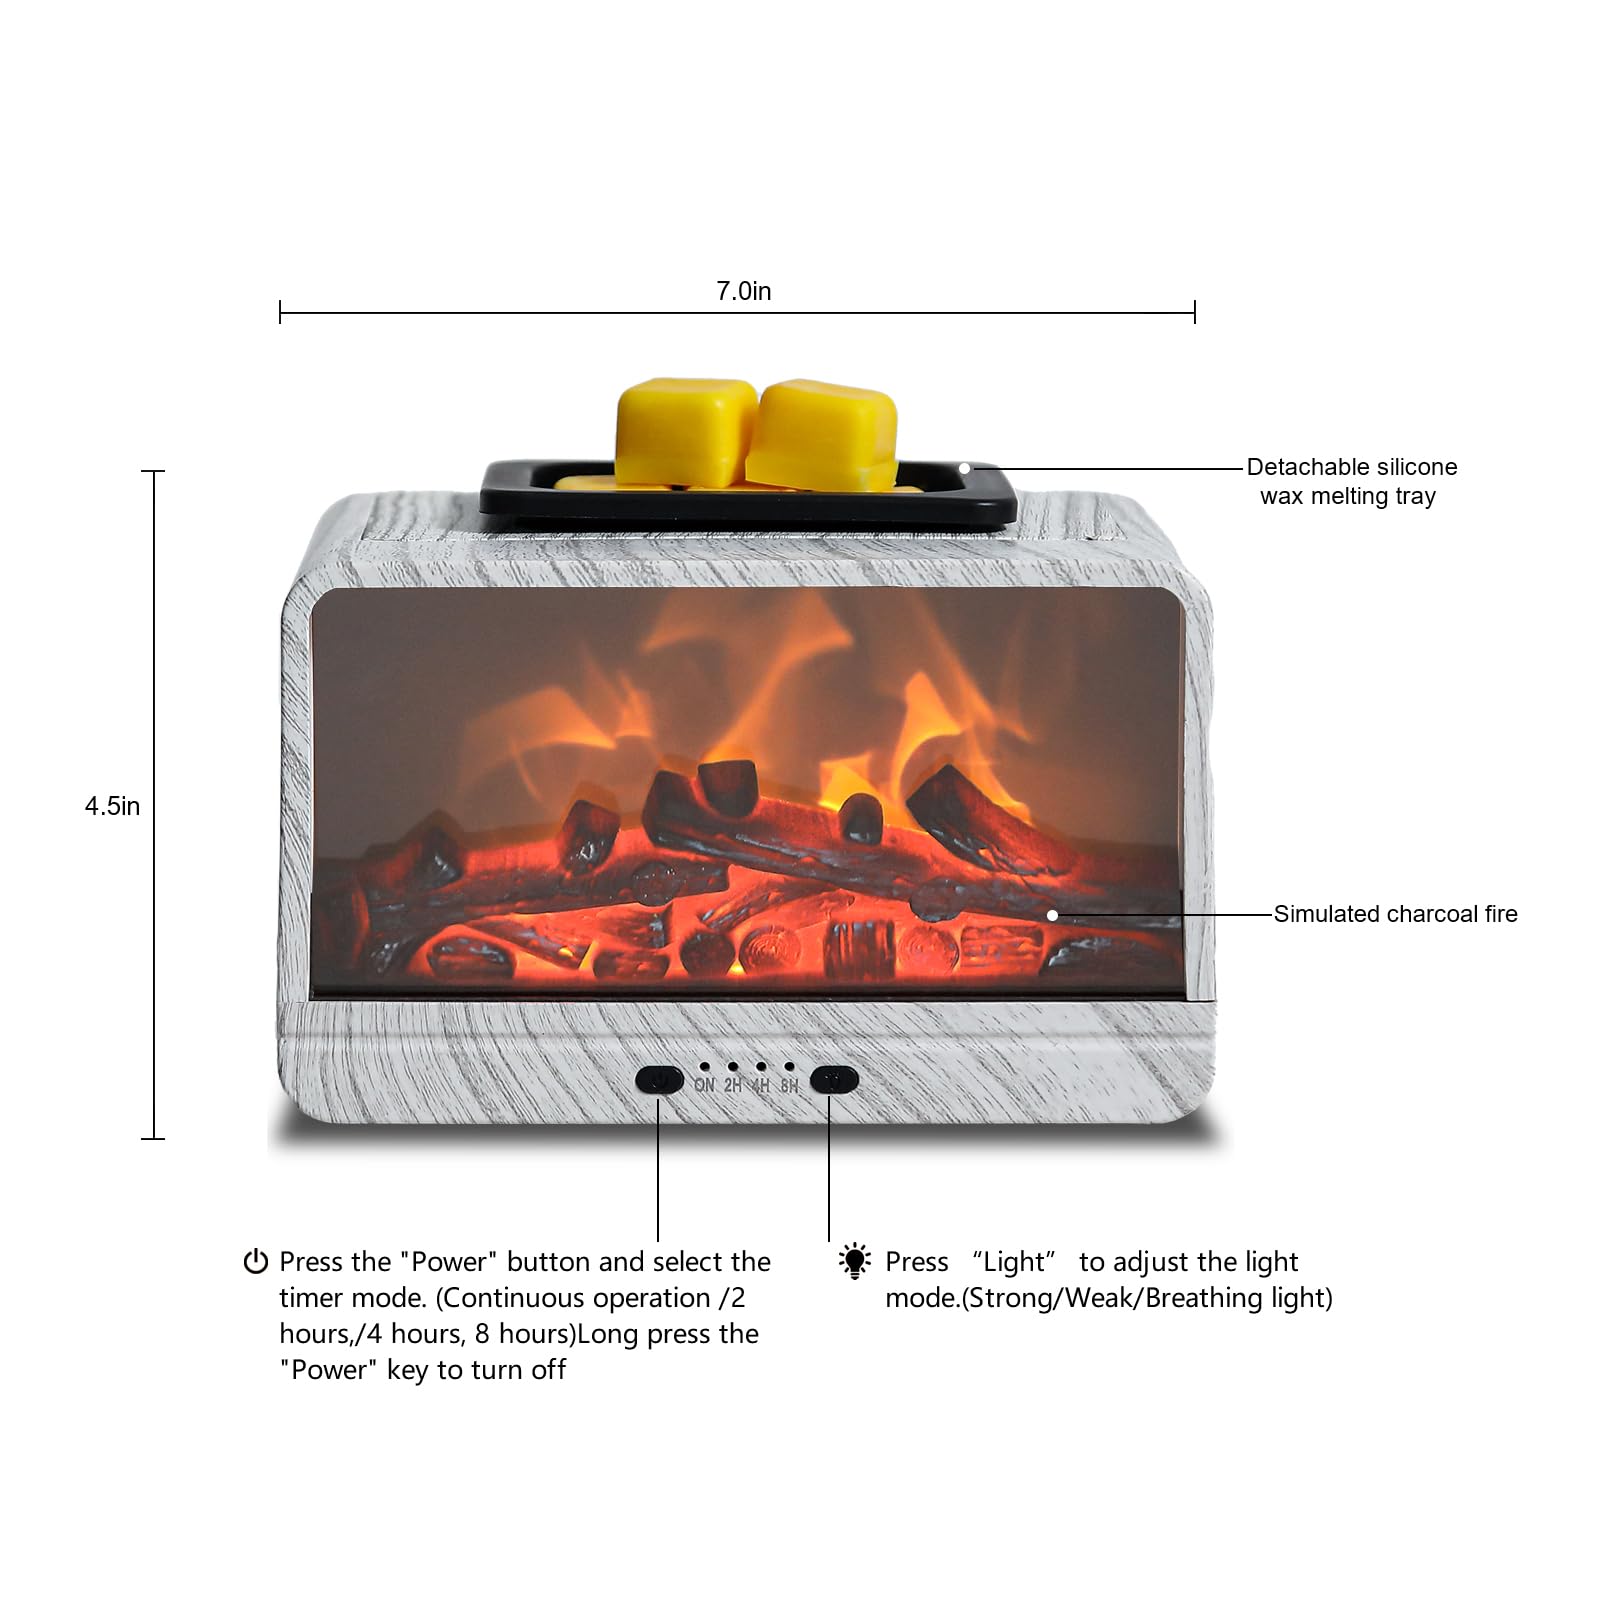 7.0in
Detachable silicone
wax melting tray
4.5in
Simulated charcoal fire
ON 2H 4H 8H
Press the "Power" button and select the
timer mode. (Continuous operation /2
hours,/4 hours, 8 hours)Long press the
"Power" key to turn off
Press “Light” to adjust the light
mode.(Strong/Weak/Breathing light)